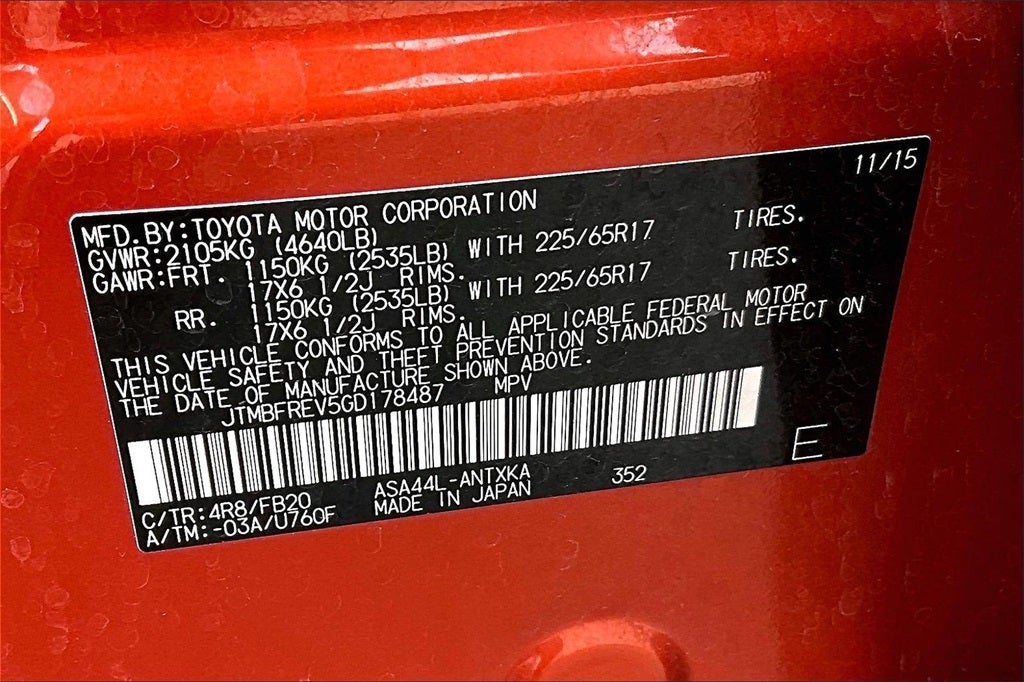 11/15
MFD.BY:TOYOTA MOTOR CORPORATION
GVWR:2105KG (4640LB)
GAWR:FRT. 1150KG (2535LB) WITH 225/65R17 TIRES.
17X6 1/2J RIMS.
RR. 1150KG (2535LB) WITH 225/65R17 TIRES.
17X6 1/2J RIMS.
THIS VEHICLE CONFORMS TO ALL APPLICABLE FEDERAL MOTOR
VEHICLE SAFETY AND THEFT PREVENTION STANDARDS IN EFFECT ON
THE DATE OF MANUFACTURE SHOWN ABOVE.
JTMBFREV5GD178487 MPV
E
C/TR:4R8/FB20 ASA44L-ANTXKA 352
A/TM:-03A/U760F MADE IN JAPAN